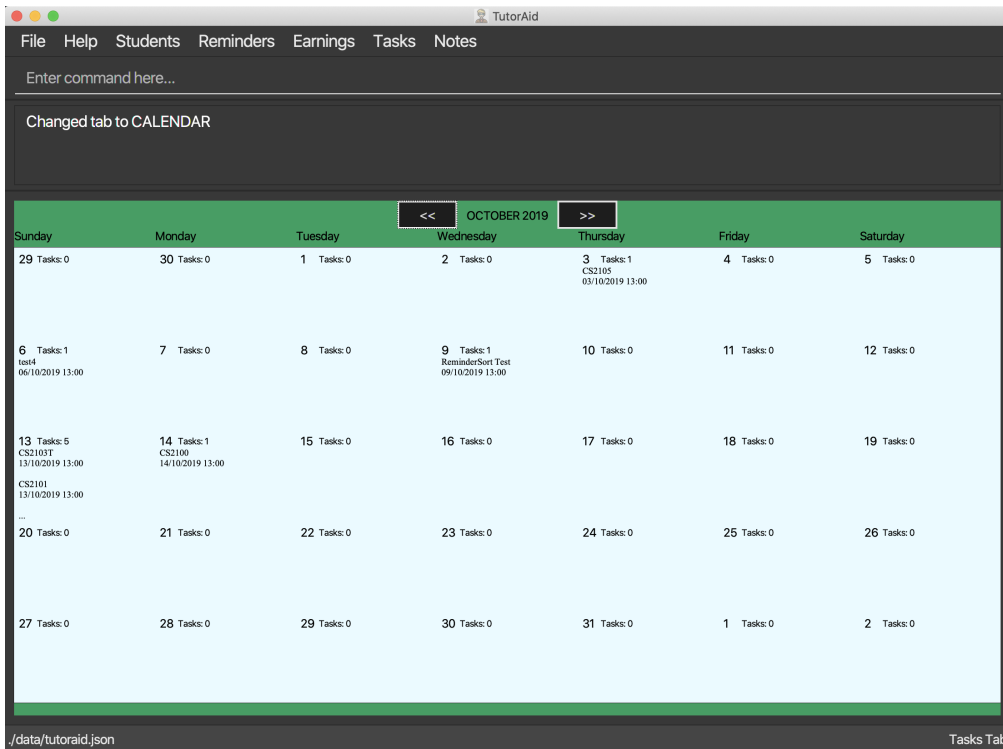 TutorAid
File Help Students Reminders Earnings Tasks Notes
Enter command here...
Changed tab to CALENDAR
<< OCTOBER 2019 >>
Sunday Monday Tuesday Wednesday Thursday Friday Saturday
29 Tasks: 0 30 Tasks: 0 1 Tasks: 0 2 Tasks: 0 3 Tasks: 1 4 Tasks: 0 5 Tasks: 0
CS2105
03/10/2019 13:00
6 Tasks: 1 7 Tasks: 0 8 Tasks: 0 9 Tasks: 1 10 Tasks: 0 11 Tasks: 0 12 Tasks: 0
test4 ReminderSort Test
06/10/2019 13:00 09/10/2019 13:00
13 Tasks: 5 14 Tasks: 1 15 Tasks: 0 16 Tasks: 0 17 Tasks: 0 18 Tasks: 0 19 Tasks: 0
CS2103T CS2100
13/10/2019 13:00 14/10/2019 13:00
CS2101
13/10/2019 13:00
...
20 Tasks: 0 21 Tasks: 0 22 Tasks: 0 23 Tasks: 0 24 Tasks: 0 25 Tasks: 0 26 Tasks: 0
27 Tasks: 0 28 Tasks: 0 29 Tasks: 0 30 Tasks: 0 31 Tasks: 0 1 Tasks: 0 2 Tasks: 0
./data/tutoraid.json Tasks Tab